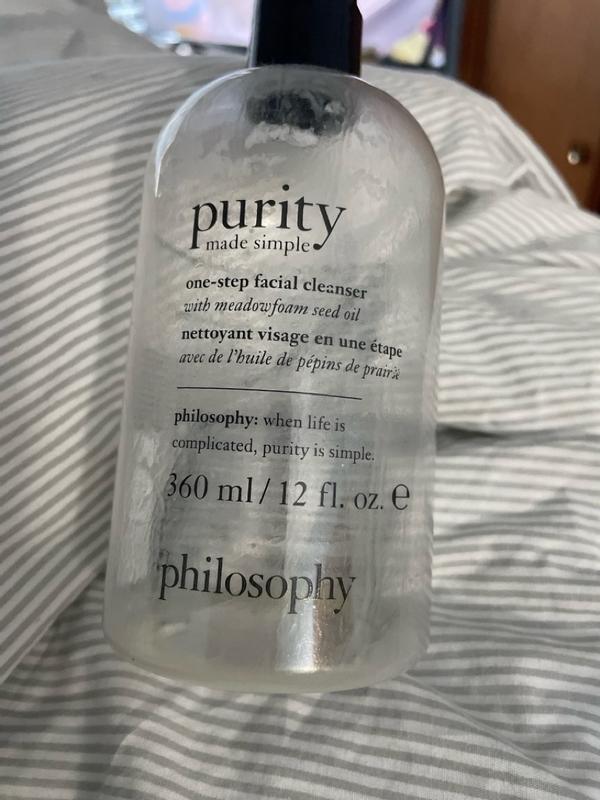 purity
made simple
one-step facial cleanser
with meadowfoam seed oil
nettoyant visage en une étape
avec de l'huile de pépins de prairie
philosophy: when life is
complicated, purity is simple.
360 ml / 12 fl. oz. e
philosophy